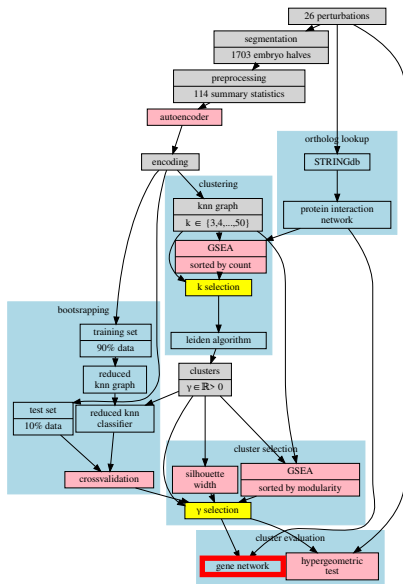 26 perturbations
segmentation
1703 embryo halves
preprocessing
114 summary statistics
autoencoder
ortholog lookup
encoding
STRINGdb
clustering
knn graph
k ∈ {3,4,...,50}
protein interaction
network
GSEA
sorted by count
k selection
bootsrapping
training set
90% data
leiden algorithm
reduced
knn graph
clusters
γ∈ℝ> 0
test set
10% data
reduced knn
classifier
cluster selection
crossvalidation
silhouette
width
GSEA
sorted by modularity
γ selection
cluster evaluation
gene network
hypergeometric
test